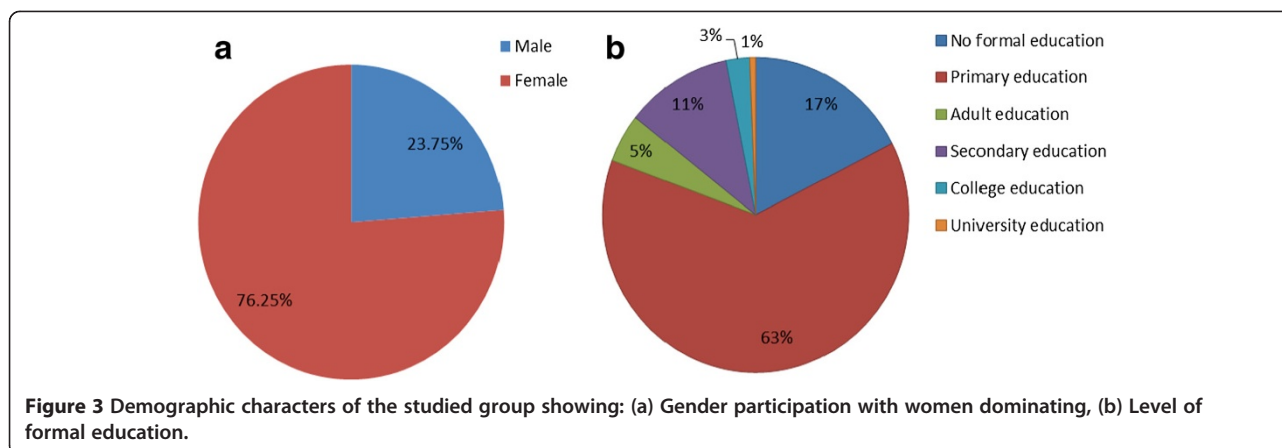 a
Male
Female
23.75%
76.25%
b
3%
1%
17%
11%
5%
63%
No formal education
Primary education
Adult education
Secondary education
College education
University education
Figure 3 Demographic characters of the studied group showing: (a) Gender participation with women dominating, (b) Level of
formal education.